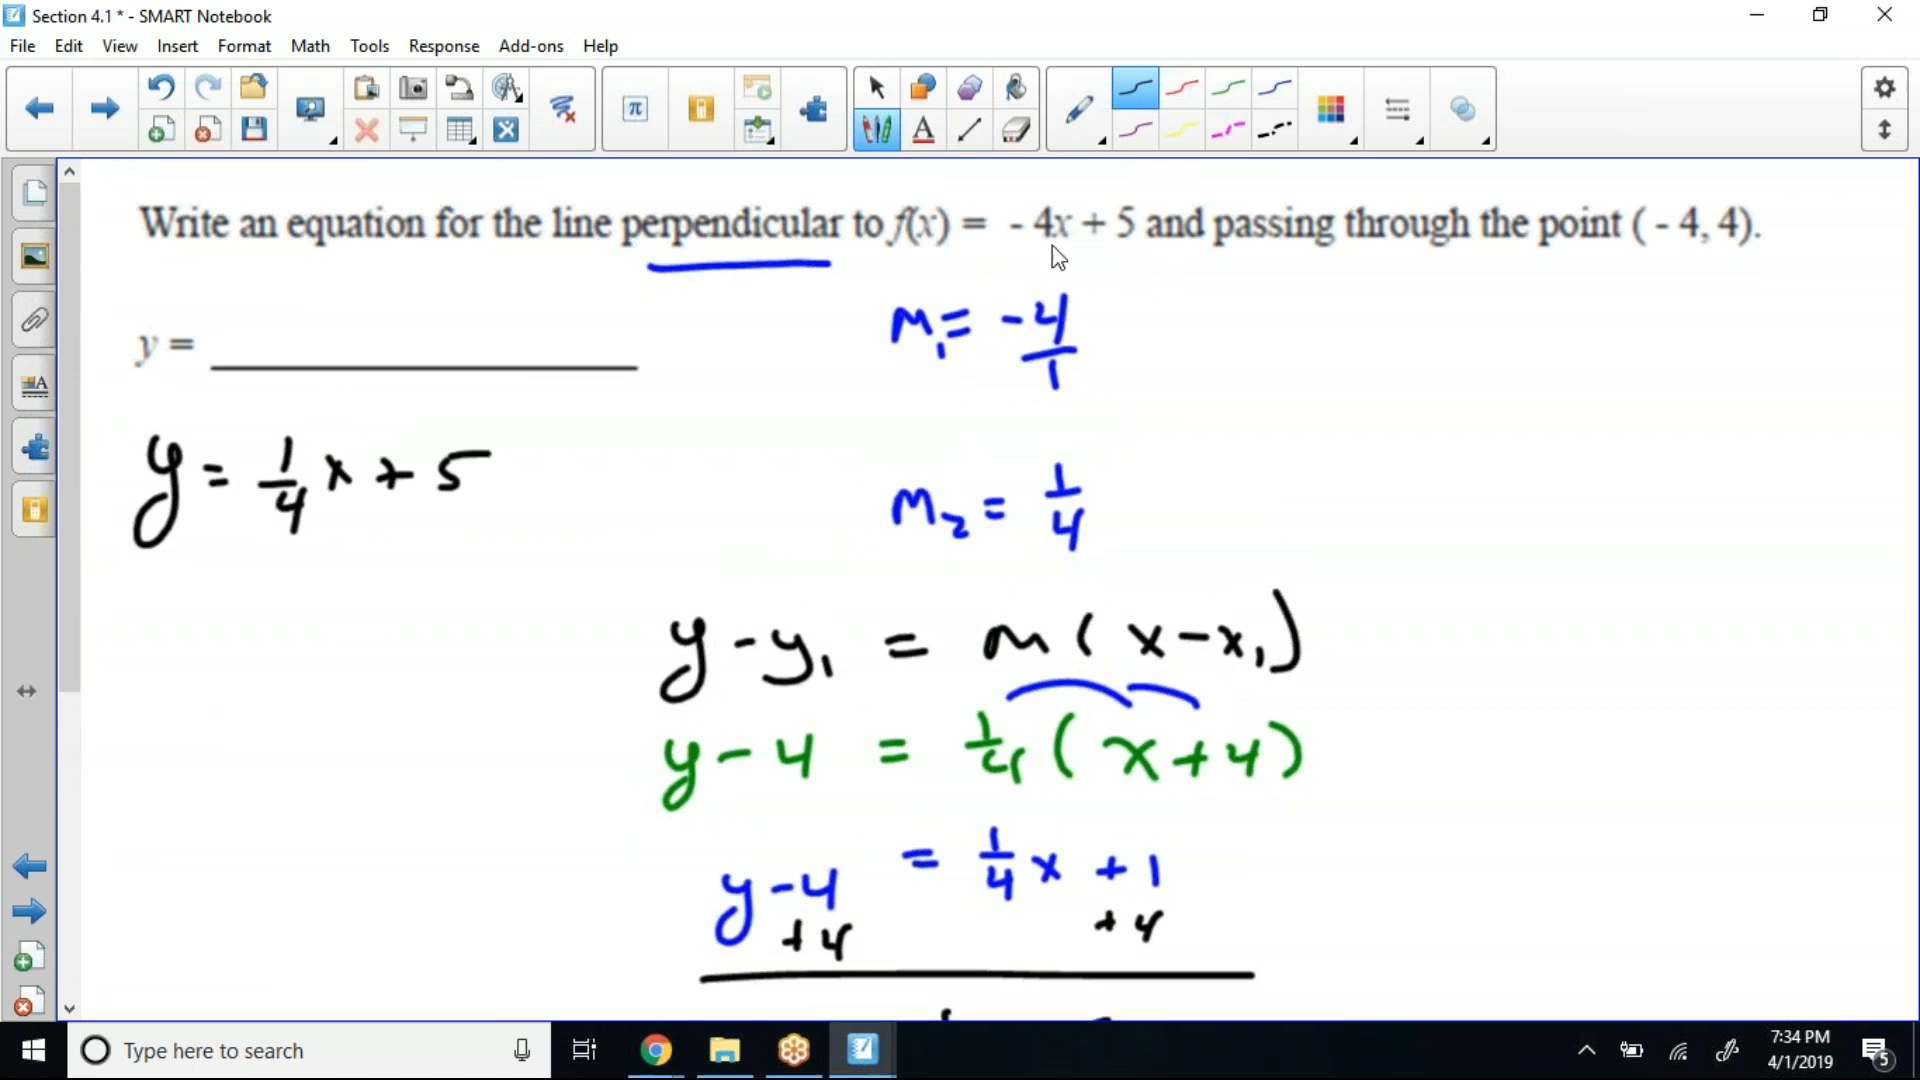 Section 4.1 * - SMART Notebook
File Edit View Insert Format Math Tools Response Add-ons Help
Write an equation for the line perpendicular to f(x) = - 4x + 5 and passing through the point ( - 4, 4).
y = ____________________
m₁ = -4/1
y = 1/4 x + 5
m₂ = 1/4
y - y₁ = m( x - x₁)
y - 4 = 1/4 ( x + 4)
y - 4 = 1/4 x + 1
+ 4 + 4
Type here to search
7:34 PM
4/1/2019
5